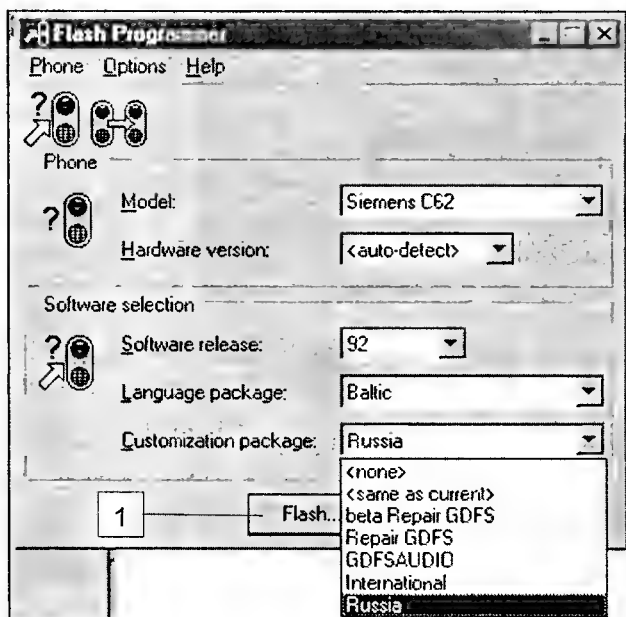 Flash Programmer
Phone Options Help
Phone
Model: Siemens C62
Hardware version: <auto-detect>
Software selection
Software release: 92
Language package: Baltic
Customization package: Russia
<none>
<same as current>
1 Flash... beta Repair GDFS
Repair GDFS
GDFSAUDIO
International
Russia